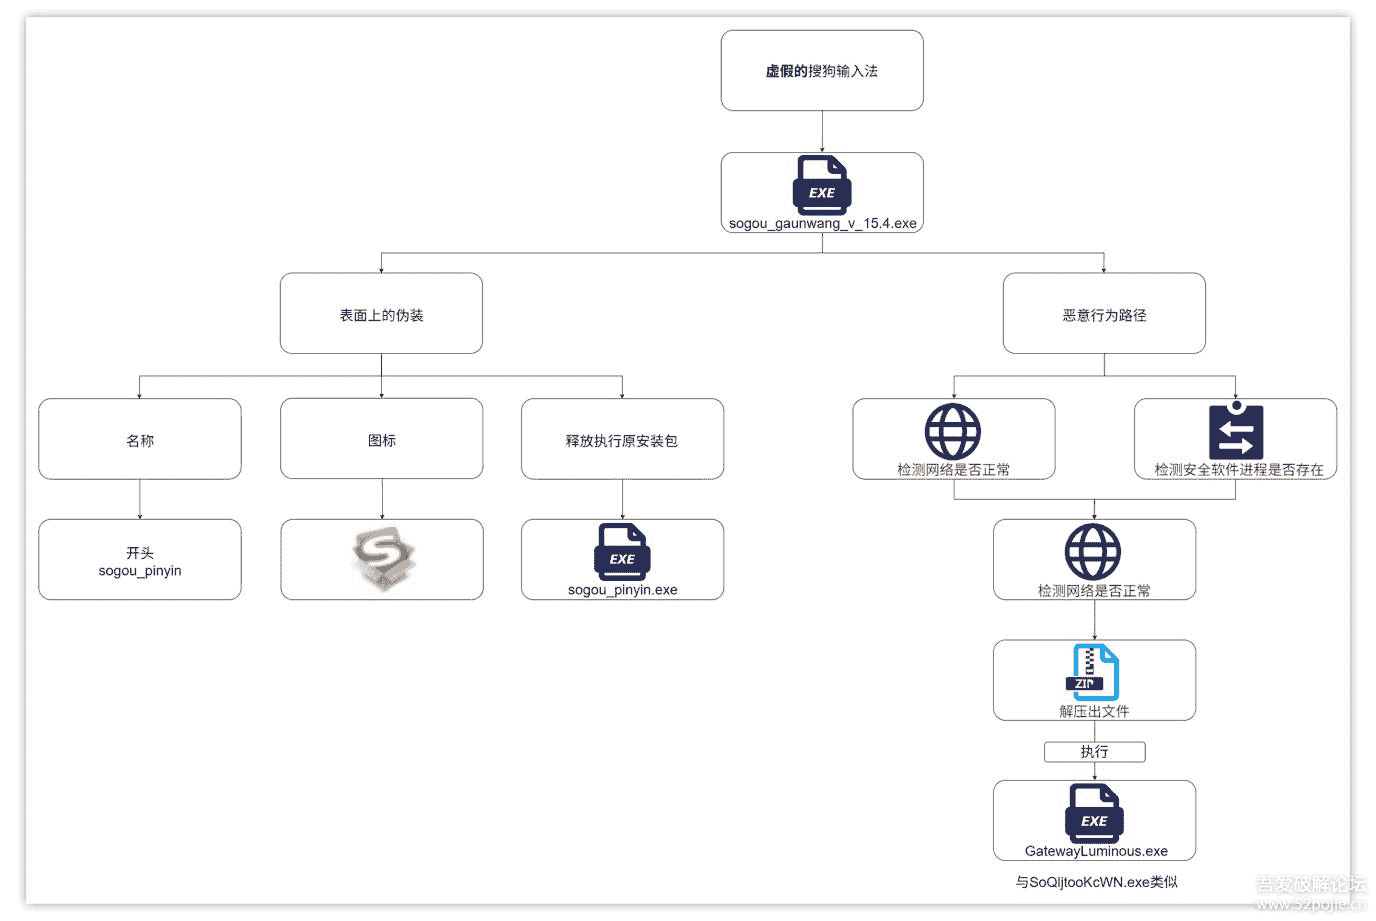 虚假的搜狗输入法
EXE
sogou_gaunwang_v_15.4.exe
表面上的伪装
恶意行为路径
名称
图标
释放执行原安装包
检测网络是否正常
检测安全软件进程是否存在
开头
sogou_pinyin
S
EXE
sogou_pinyin.exe
检测网络是否正常
ZIP
解压出文件
执行
EXE
GatewayLuminous.exe
与SoQljtooKcWN.exe类似
吾爱破解论坛
www.52pojie.cn